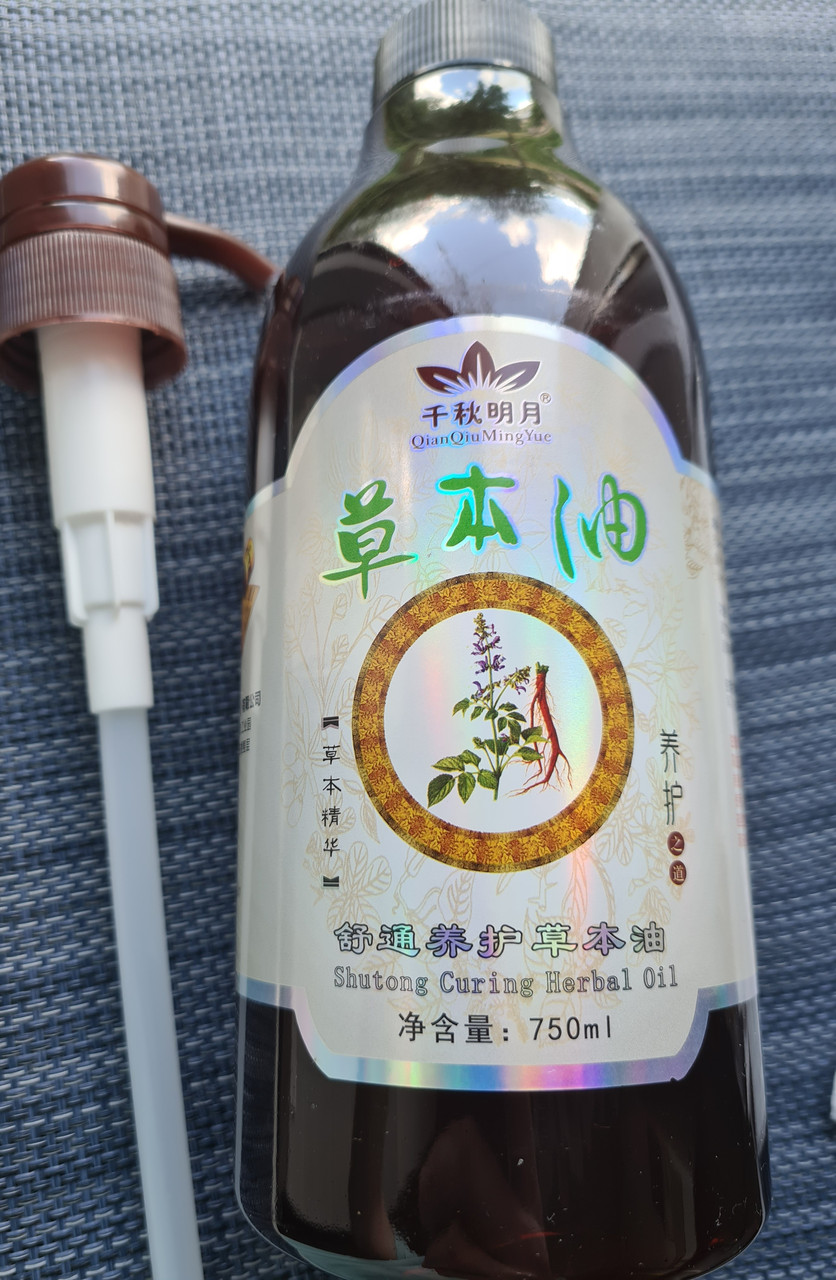 千秋明月®
QianQiuMingYue
草本油
【草本精华】
养护之道
舒通养护草本油
Shutong Curing Herbal Oil
净含量：750ml